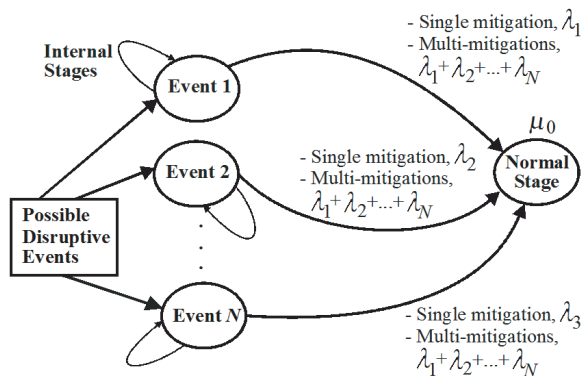 Internal
Stages
Event 1
- Single mitigation, λ1
- Multi-mitigations,
λ1+λ2+...+λN
μ0
Normal
Stage
Event 2
- Single mitigation, λ2
- Multi-mitigations,
λ1+λ2+...+λN
Possible
Disruptive
Events
Event N
- Single mitigation, λ3
- Multi-mitigations,
λ1+λ2+...+λN